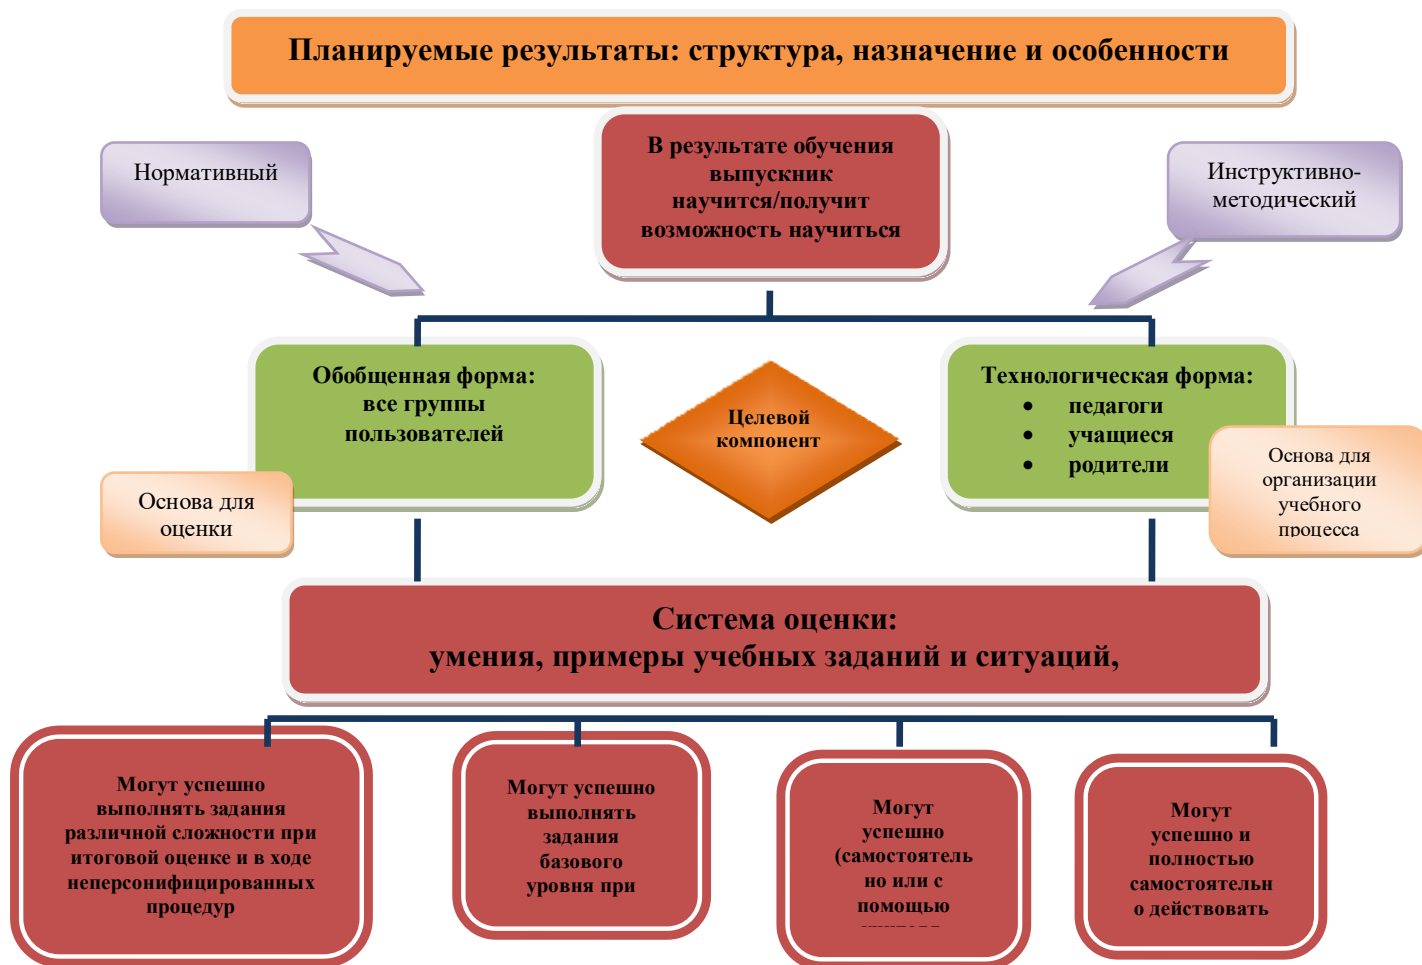 Планируемые результаты: структура, назначение и особенности
В результате обучения
выпускник
научится/получит
возможность научиться
Нормативный
Инструктивно-
методический
Обобщенная форма:
все группы
пользователей
Целевой
компонент
Технологическая форма:
• педагоги
• учащиеся
• родители
Основа для
оценки
Основа для
организации
учебного
процесса
Система оценки:
умения, примеры учебных заданий и ситуаций,
Могут успешно
выполнять задания
различной сложности при
итоговой оценке и в ходе
неперсонифицированных
процедур
Могут успешно
выполнять
задания
базового
уровня при
Могут
успешно
(самостоятель
но или с
помощью
Могут
успешно и
полностью
самостоятельн
о действовать